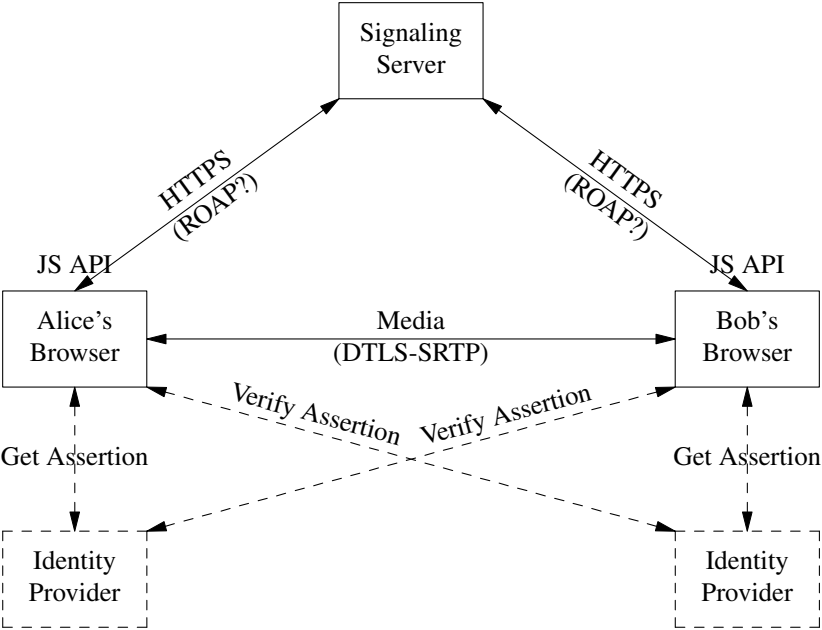 Signaling
Server
HTTPS
(ROAP?)
HTTPS
(ROAP?)
JS API
JS API
Alice's
Browser
Media
(DTLS-SRTP)
Bob's
Browser
Verify Assertion
Verify Assertion
Get Assertion
Get Assertion
Identity
Provider
Identity
Provider